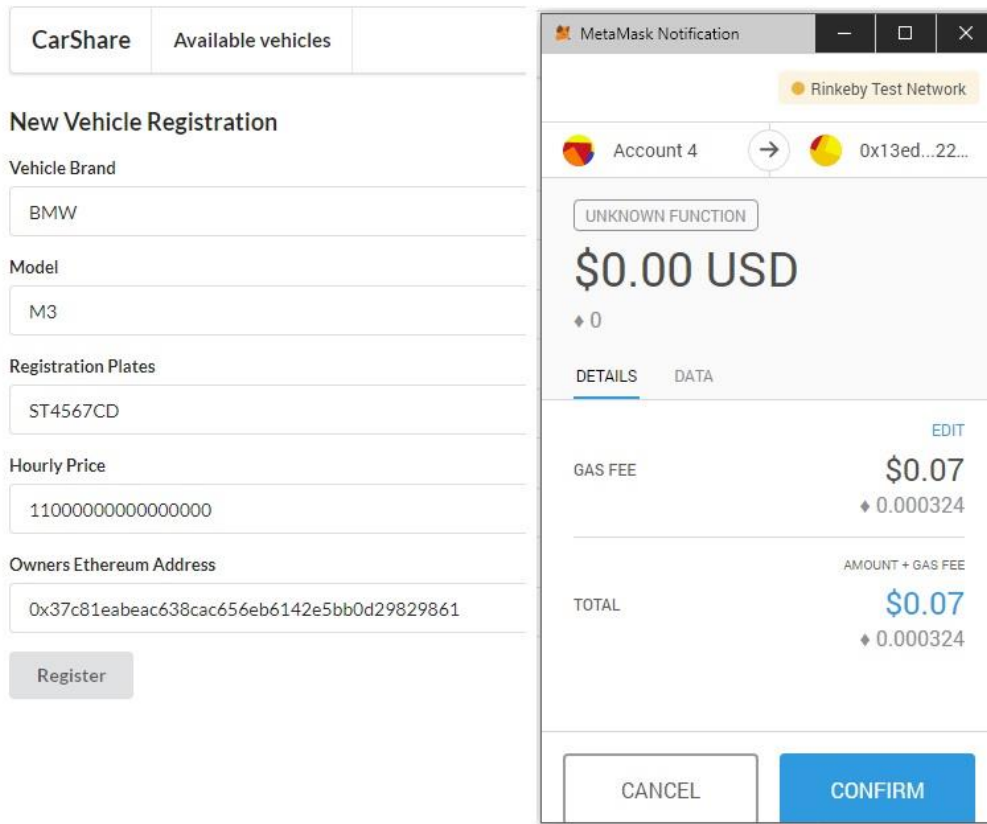 CarShare Available vehicles
New Vehicle Registration
Vehicle Brand
BMW
Model
M3
Registration Plates
ST4567CD
Hourly Price
11000000000000000
Owners Ethereum Address
0x37c81eabeac638cac656eb6142e5bb0d29829861
Register
MetaMask Notification
Rinkeby Test Network
Account 4 0x13ed...22...
UNKNOWN FUNCTION
$0.00 USD
♦ 0
DETAILS DATA
EDIT
GAS FEE $0.07
♦ 0.000324
AMOUNT + GAS FEE
TOTAL $0.07
♦ 0.000324
CANCEL CONFIRM